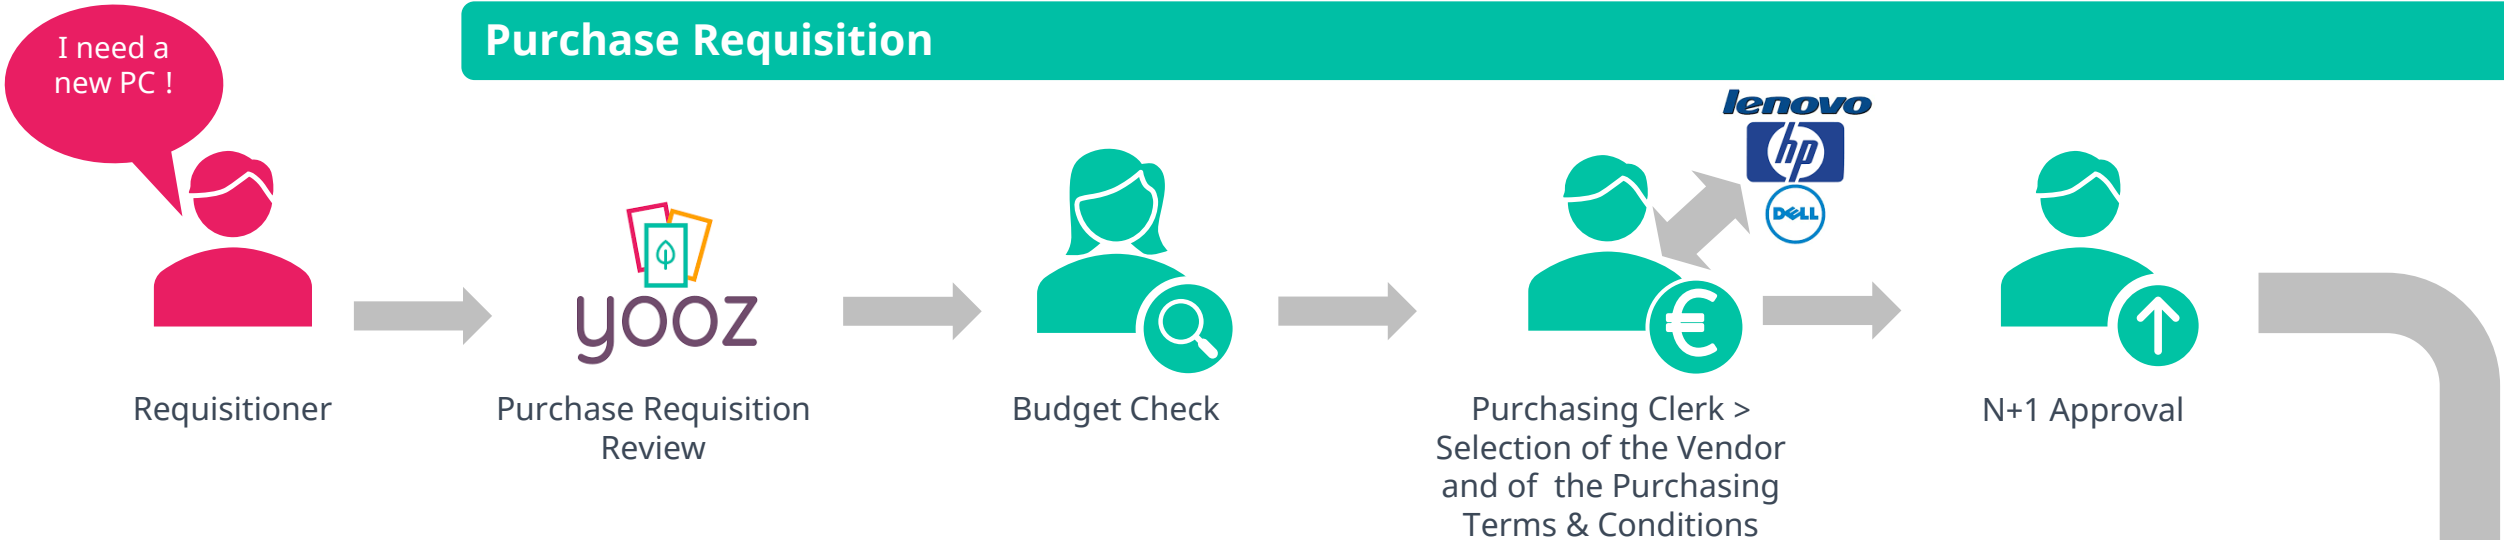 I need a
new PC !
Purchase Requisition
lenovo
hp
DELL
yooz
Requisitioner
Purchase Requisition
Review
Budget Check
Purchasing Clerk >
Selection of the Vendor
and of  the Purchasing
Terms & Conditions
N+1 Approval